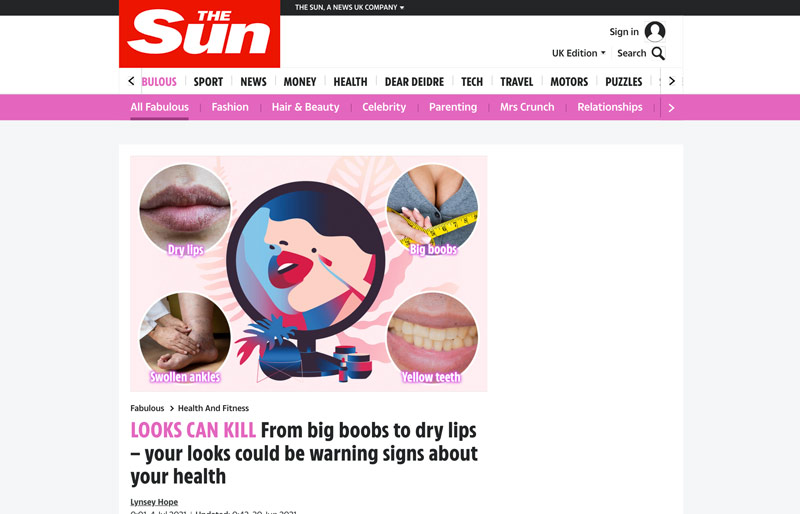 THE SUN, A NEWS UK COMPANY
THE
Sun
Sign in
UK Edition
Search
BULOUS SPORT NEWS MONEY HEALTH DEAR DEIDRE TECH TRAVEL MOTORS PUZZLES
All Fabulous Fashion Hair & Beauty Celebrity Parenting Mrs Crunch Relationships
Dry lips
Big boobs
Swollen ankles
Yellow teeth
Fabulous > Health And Fitness
LOOKS CAN KILL From big boobs to dry lips
– your looks could be warning signs about
your health
Lynsey Hope